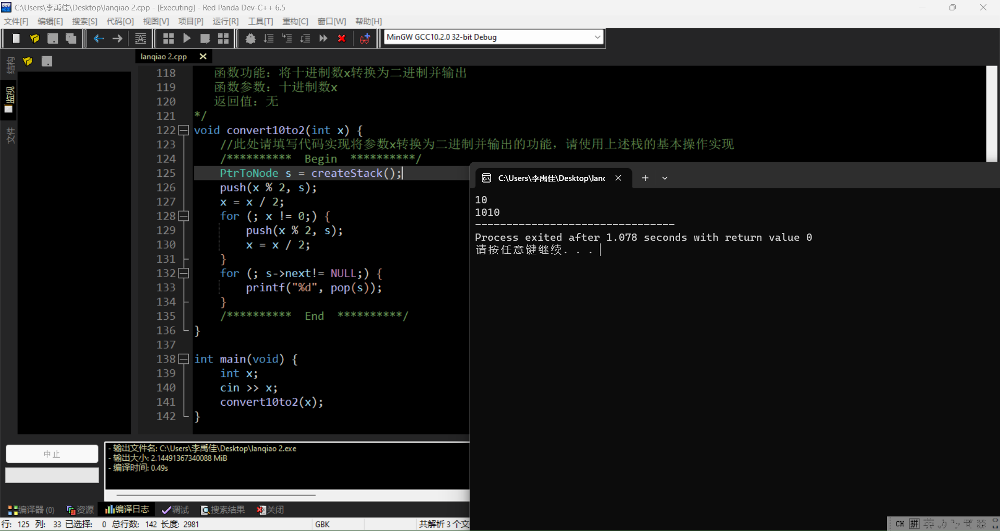 C:\Users\李禹佳\Desktop\lanqiao 2.cpp - [Executing] - Red Panda Dev-C++ 6.5
文件[F] 编辑[E] 搜索[S] 代码[O] 视图[V] 项目[P] 运行[R] 工具[T] 重构[C] 窗口[W] 帮助[H]
MinGW GCC10.2.0 32-bit Debug
结构
监视
文件
lanqiao 2.cpp
118 函数功能：将十进制数x转换为二进制并输出
119 函数参数：十进制数x
120 返回值：无
121 */
122 void convert10to2(int x) {
123 //此处请填写代码实现将参数x转换为二进制并输出的功能，请使用上述栈的基本操作实现
124 /********** Begin **********/
125 PtrToNode s = createStack();
126 push(x % 2, s);
127 x = x / 2;
128 for (; x != 0;) {
129 push(x % 2, s);
130 x = x / 2;
131 }
132 for (; s->next!= NULL;) {
133 printf("%d", pop(s));
134 }
135 /********** End **********/
136 }
137
138 int main(void) {
139 int x;
140 cin >> x;
141 convert10to2(x);
142 }
C:\Users\李禹佳\Desktop\lanc
10
1010
--------------------------------
Process exited after 1.078 seconds with return value 0
请按任意键继续. . .
中止
- 输出文件名: C:\Users\李禹佳\Desktop\lanqiao 2.exe
- 输出大小: 2.14491367340088 MiB
- 编译时间: 0.49s
编译器 (0) 资源 编译日志 调试 搜索结果 关闭
行: 125 列: 33 已选择: 0 总行数: 142 长度: 2981 GBK 共解析 3 个文
CH 拼